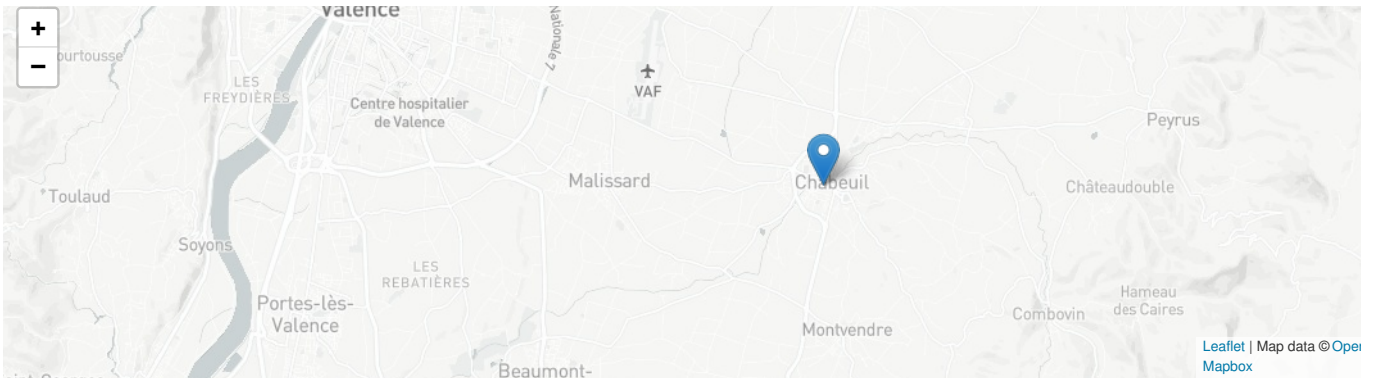 Valence
+
−
ourtousse
LES
FREYDIÈRES
Nationale 7
Centre hospitalier
de Valence
VAF
Peyrus
Malissard
Chabeuil
Châteaudouble
Toulaud
Soyons
LES
REBATIÈRES
Portes-lès-
Valence
Hameau
des Caires
Combovin
Montvendre
Beaumont-
Leaflet | Map data © Oper
Mapbox